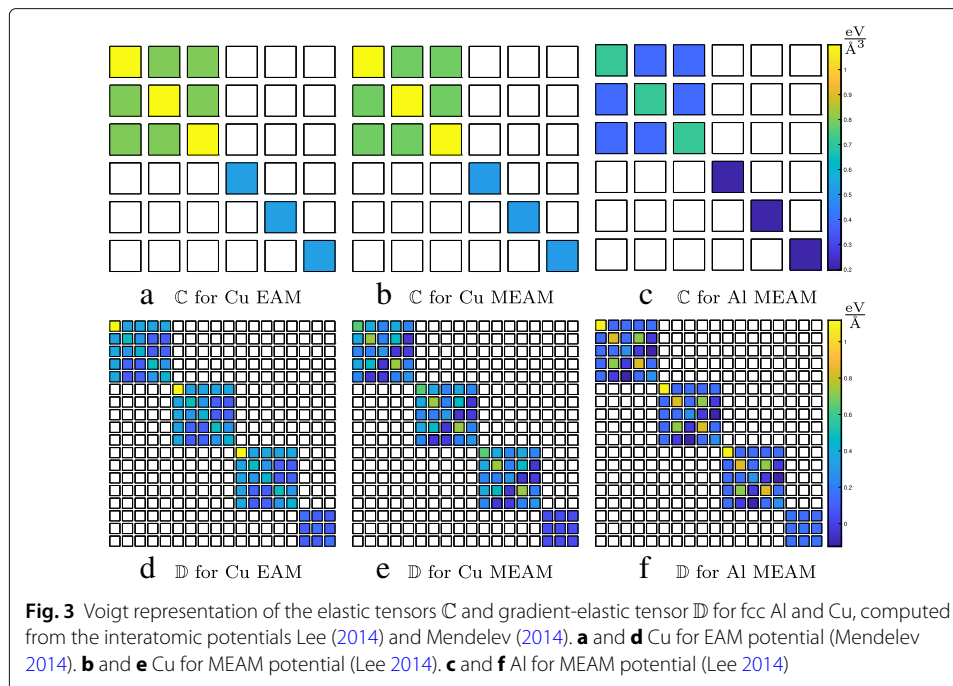 eV
Å3
1
0.9
0.8
0.7
0.6
0.5
0.4
0.3
0.2
a ℂ for Cu EAM
b ℂ for Cu MEAM
c ℂ for Al MEAM
eV
Å
1
0.8
0.6
0.4
0.2
0
d 𝔻 for Cu EAM
e 𝔻 for Cu MEAM
f 𝔻 for Al MEAM
Fig. 3 Voigt representation of the elastic tensors ℂ and gradient-elastic tensor 𝔻 for fcc Al and Cu, computed
from the interatomic potentials Lee (2014) and Mendelev (2014). a and d Cu for EAM potential (Mendelev
2014). b and e Cu for MEAM potential (Lee 2014). c and f Al for MEAM potential (Lee 2014)